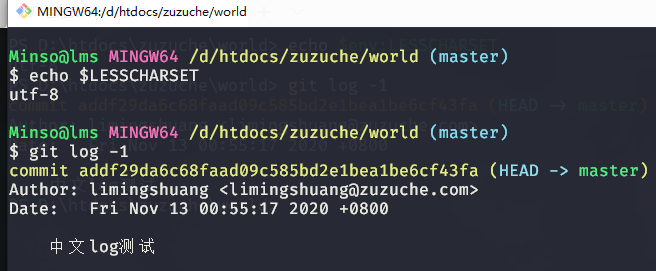 MINGW64:/d/htdocs/zuzuche/world
Minso@lms MINGW64 /d/htdocs/zuzuche/world (master)
$ echo $LESSCHARSET
utf-8
Minso@lms MINGW64 /d/htdocs/zuzuche/world (master)
$ git log -1
commit addf29da6c68faad09c585bd2e1bea1be6cf43fa (HEAD -> master)
Author: limingshuang <limingshuang@zuzuche.com>
Date:   Fri Nov 13 00:55:17 2020 +0800
中文log测试